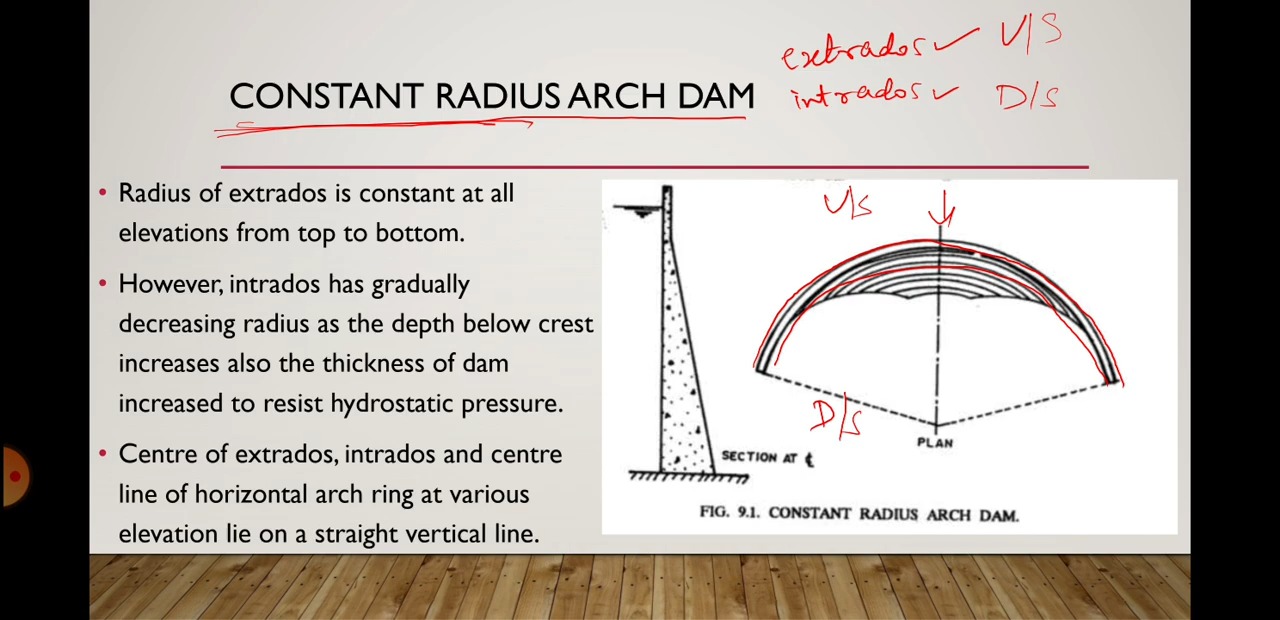 extrados ✓ U/S
intrados ✓ D/S
CONSTANT RADIUS ARCH DAM
• Radius of extrados is constant at all
elevations from top to bottom.
• However, intrados has gradually
decreasing radius as the depth below crest
increases also the thickness of dam
increased to resist hydrostatic pressure.
• Centre of extrados, intrados and centre
line of horizontal arch ring at various
elevation lie on a straight vertical line.
U/S
D/S
PLAN
SECTION AT ℄
FIG. 9.1. CONSTANT RADIUS ARCH DAM.